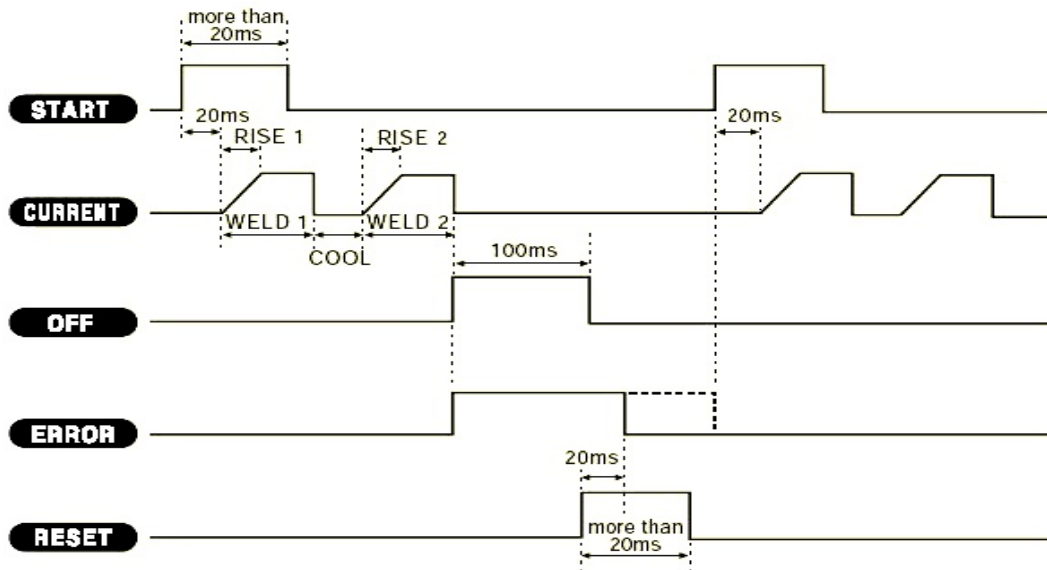 more than
20ms
START
20ms
20ms
RISE 1
RISE 2
CURRENT
WELD 1
WELD 2
COOL
100ms
OFF
ERROR
20ms
RESET
more than
20ms